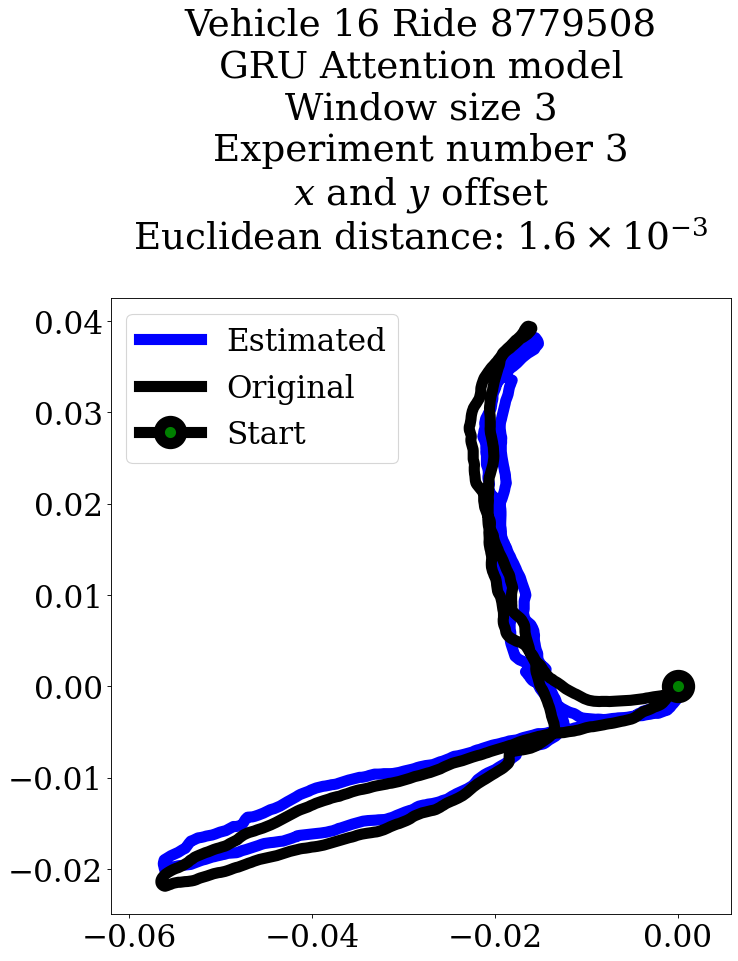 Vehicle 16 Ride 8779508
GRU Attention model
Window size 3
Experiment number 3
x and y offset
Euclidean distance: 1.6 × 10⁻³
Estimated
Original
Start
0.04
0.03
0.02
0.01
0.00
−0.01
−0.02
−0.06 −0.04 −0.02 0.00